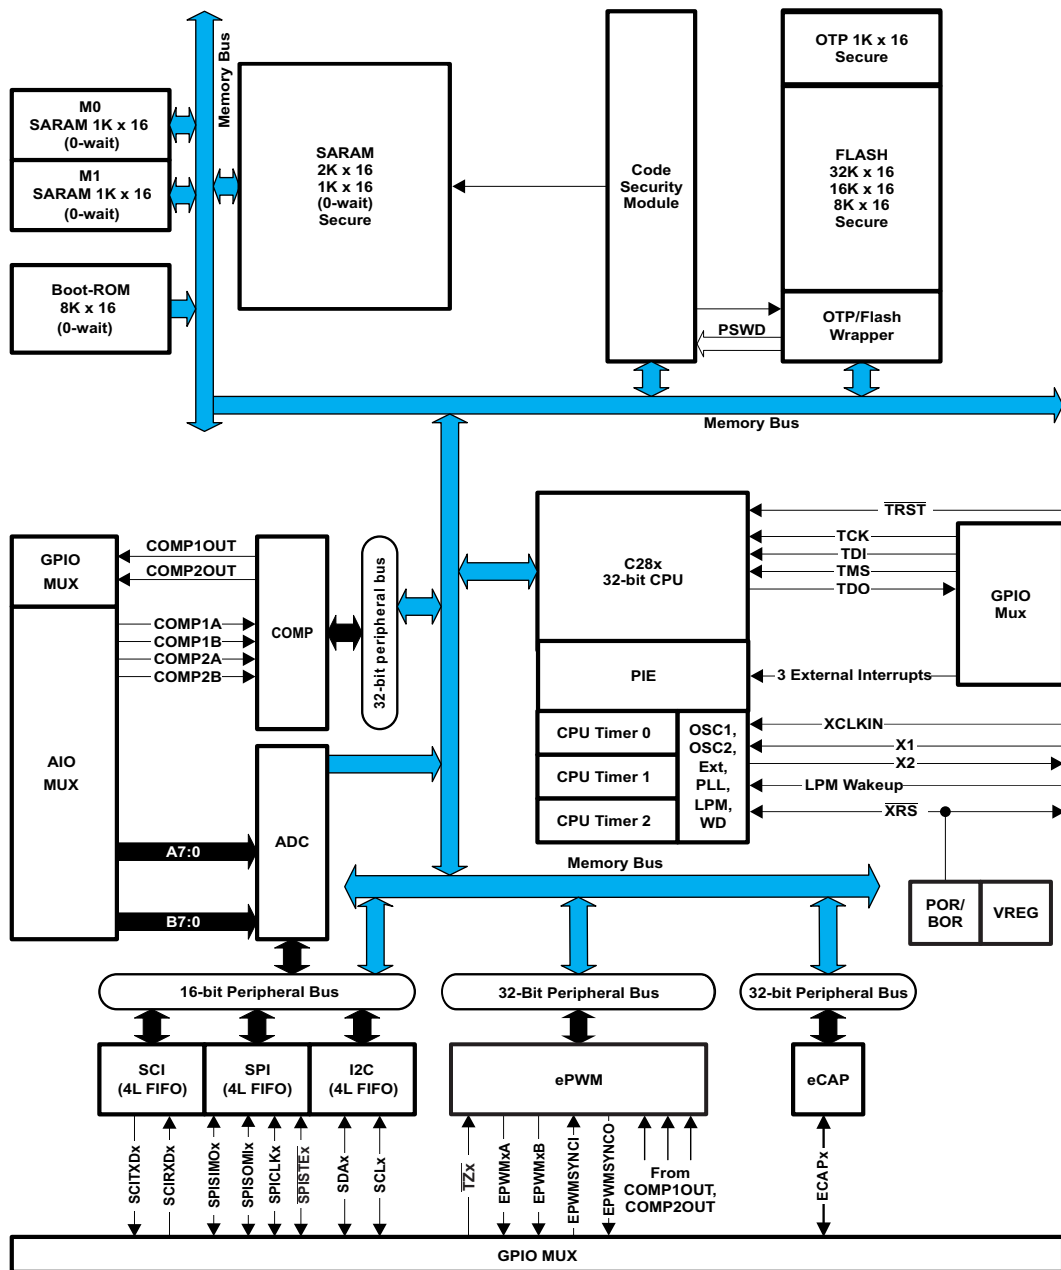 OTP 1K x 16
Secure
Memory Bus
M0
SARAM 1K x 16
(0-wait)
M1
SARAM 1K x 16
(0-wait)
SARAM
2K x 16
1K x 16
(0-wait)
Secure
Code
Security
Module
FLASH
32K x 16
16K x 16
8K x 16
Secure
Boot-ROM
8K x 16
(0-wait)
PSWD
OTP/Flash
Wrapper
Memory Bus
GPIO
MUX
COMP1OUT
COMP2OUT
COMP1A
COMP1B
COMP2A
COMP2B
COMP
32-bit peripheral bus
C28x
32-bit CPU
TRST
TCK
TDI
TMS
TDO
GPIO
Mux
PIE
3 External Interrupts
CPU Timer 0
CPU Timer 1
CPU Timer 2
OSC1,
OSC2,
Ext,
PLL,
LPM,
WD
XCLKIN
X1
X2
LPM Wakeup
XRS
AIO
MUX
A7:0
B7:0
ADC
Memory Bus
POR/
BOR
VREG
16-bit Peripheral Bus
32-Bit Peripheral Bus
32-bit Peripheral Bus
SCI
(4L FIFO)
SPI
(4L FIFO)
I2C
(4L FIFO)
ePWM
eCAP
SCITXDx
SCIRXDx
SPISIMOx
SPISOMIx
SPICLKx
SPISTEx
SDAx
SCLx
TZx
EPWMxA
EPWMxB
EPWMSYNCI
EPWMSYNCO
From
COMP1OUT,
COMP2OUT
ECAPx
GPIO MUX